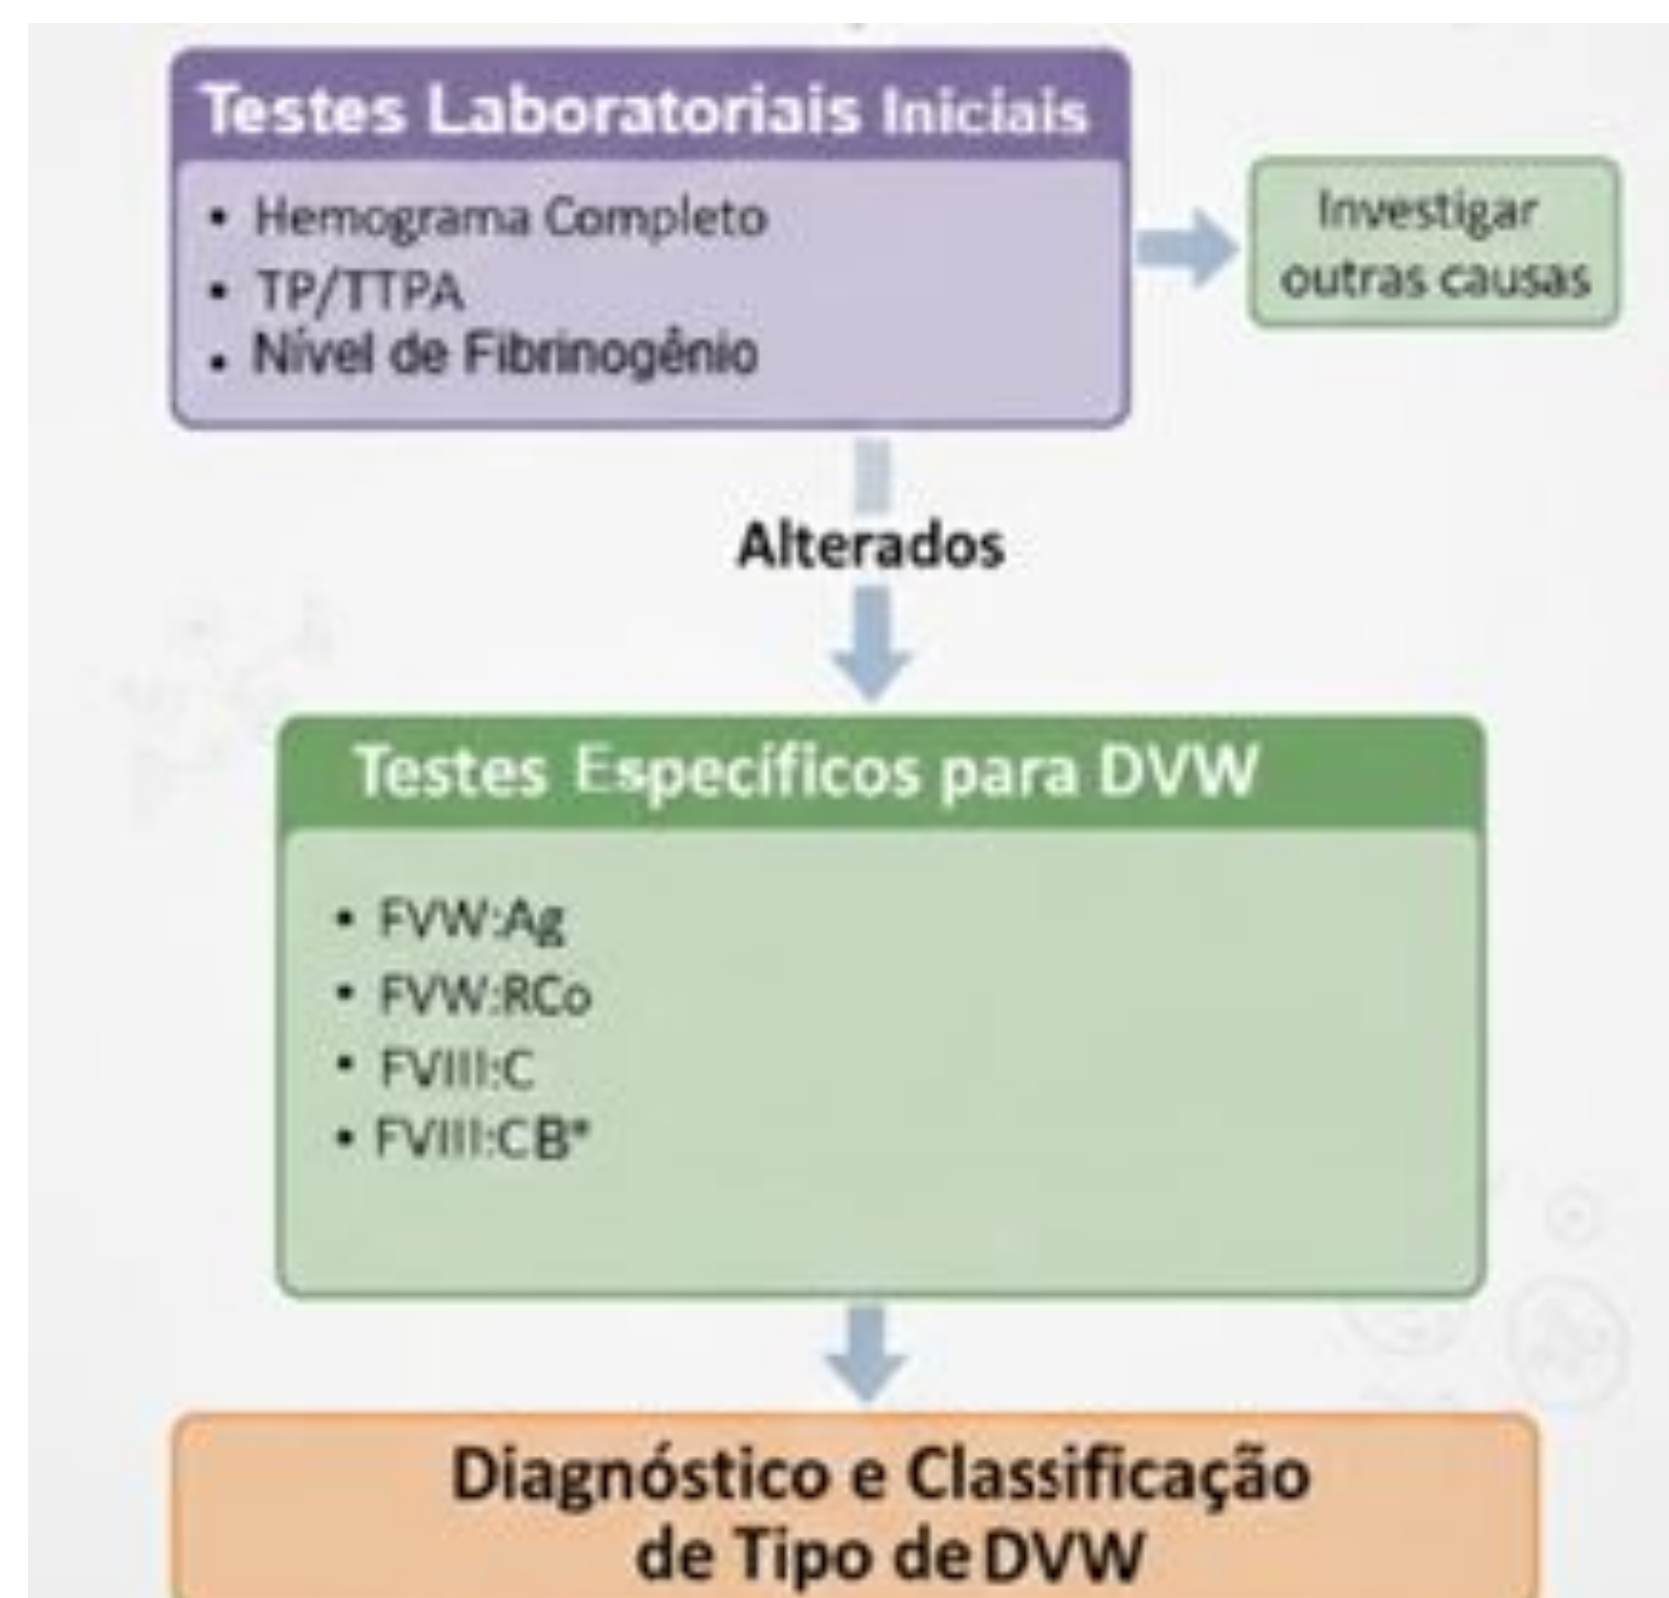 Testes Laboratoriais Iniciais
• Hemograma Completo
• TP/TTPA
• Nível de Fibrinogênio
Investigar
outras causas
Alterados
Testes Específicos para DVW
• FVW:Ag
• FVW:RCo
• FVIII:C
• FVIII:CB*
Diagnóstico e Classificação
de Tipo de DVW